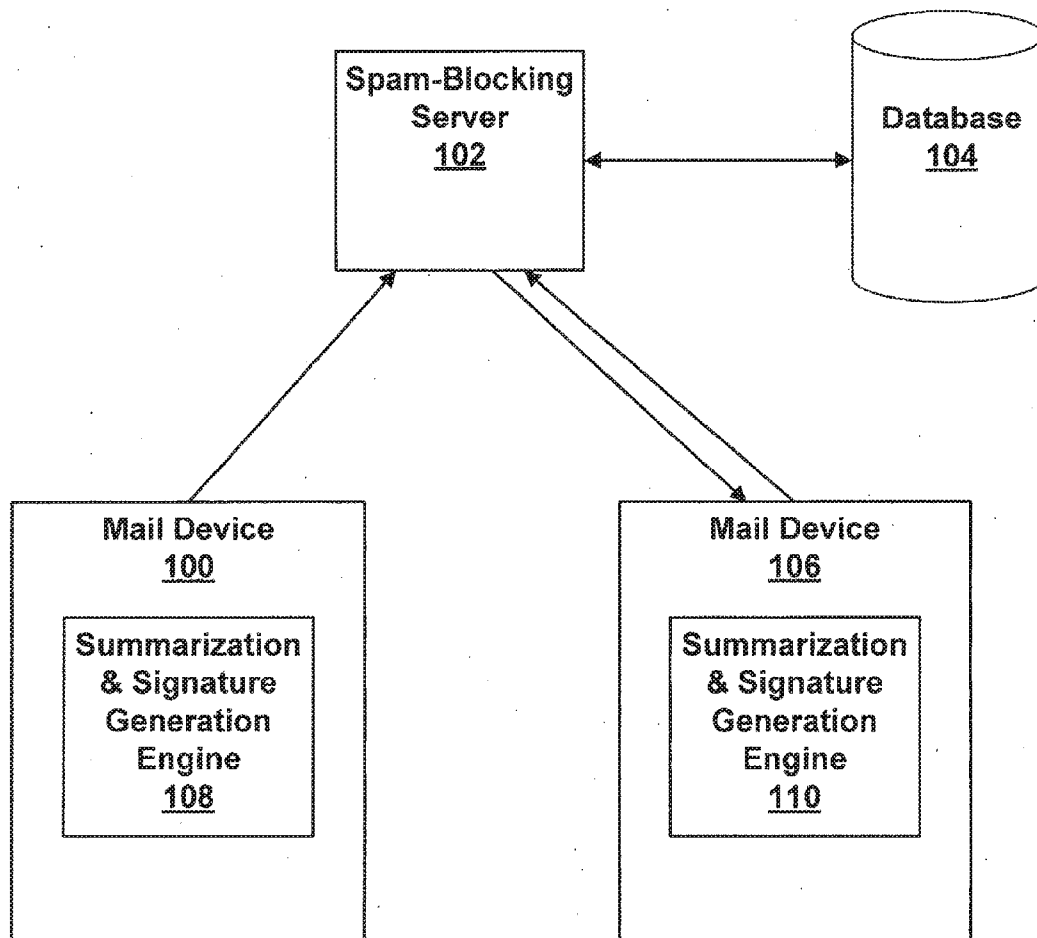 Spam-Blocking
Server
102
Database
104
Mail Device
100
Summarization
& Signature
Generation
Engine
108
Mail Device
106
Summarization
& Signature
Generation
Engine
110